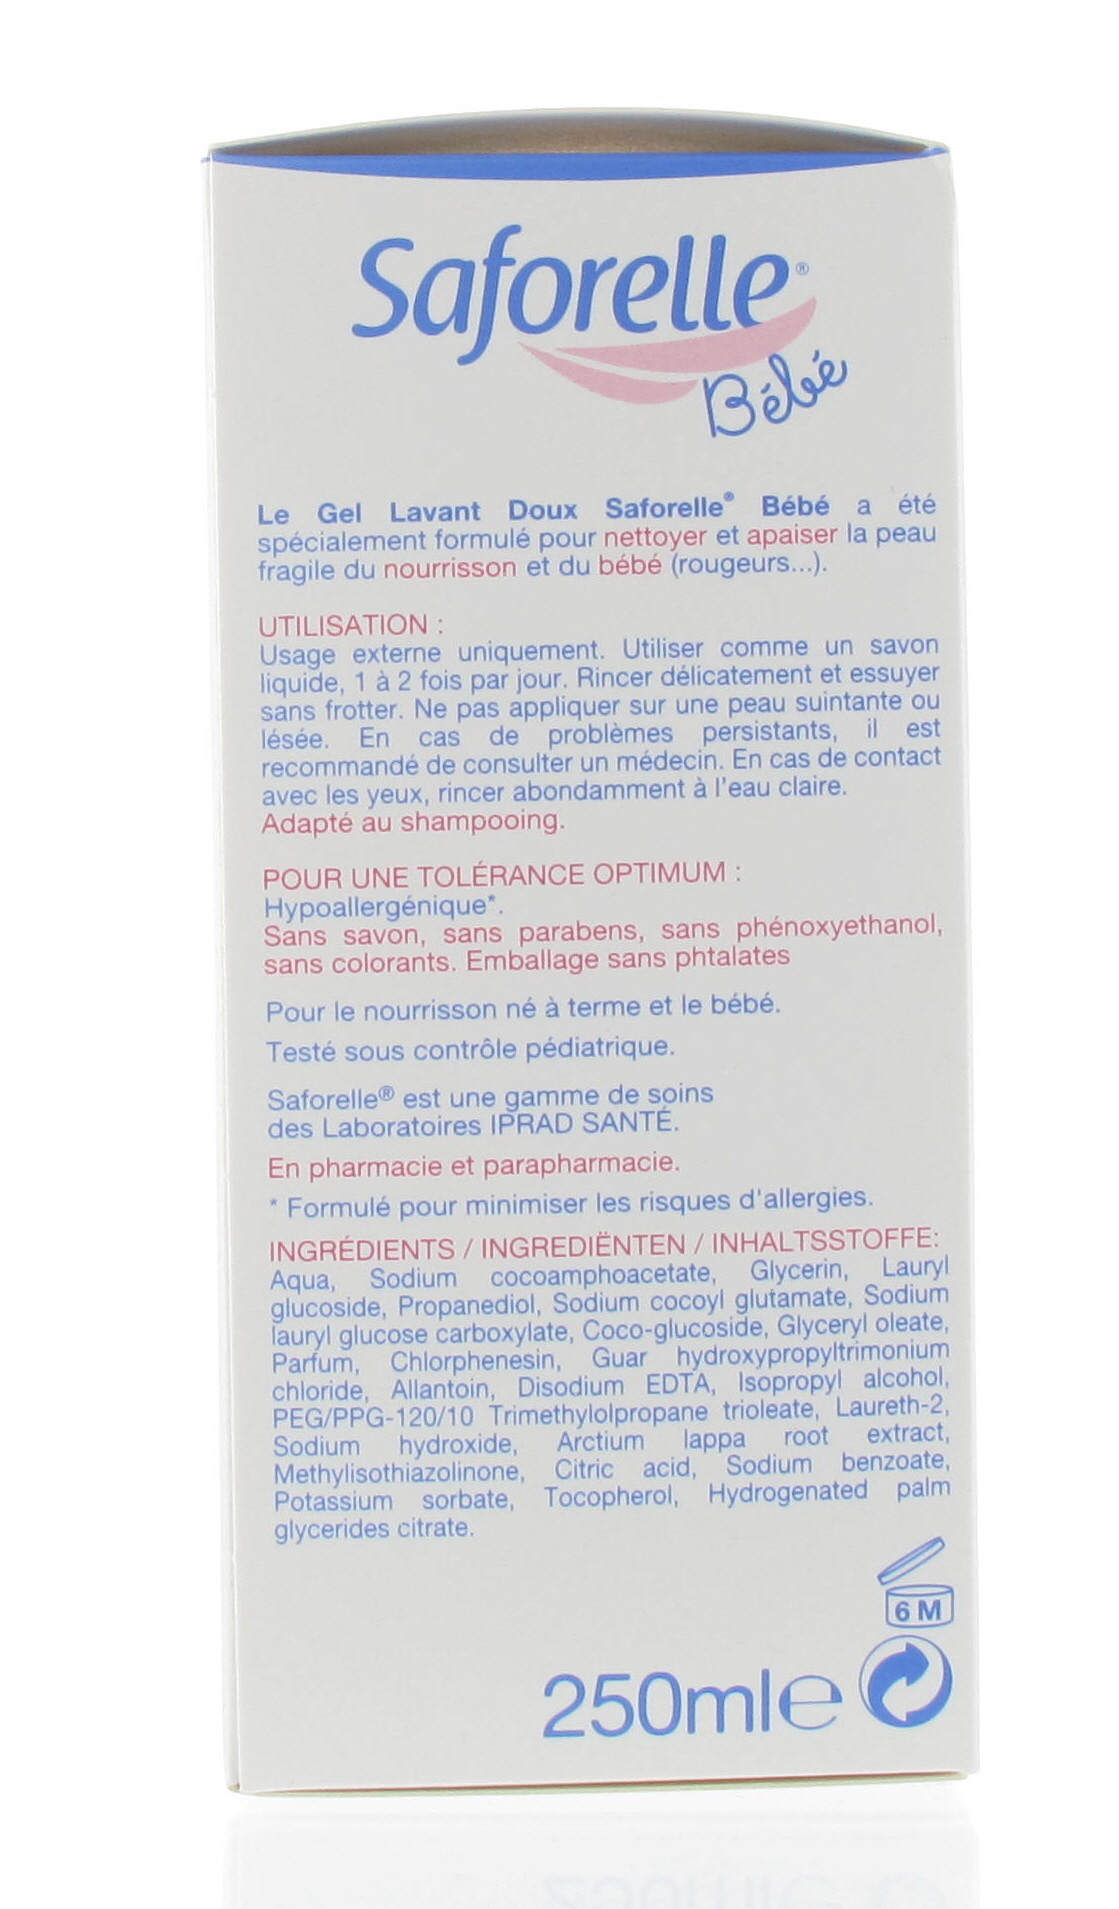 Saforelle®
Bébé
Le Gel Lavant Doux Saforelle® Bébé a été
spécialement formulé pour nettoyer et apaiser la peau
fragile du nourrisson et du bébé (rougeurs...).
UTILISATION :
Usage externe uniquement. Utiliser comme un savon
liquide, 1 à 2 fois par jour. Rincer délicatement et essuyer
sans frotter. Ne pas appliquer sur une peau suintante ou
lésée. En cas de problèmes persistants, il est
recommandé de consulter un médecin. En cas de contact
avec les yeux, rincer abondamment à l'eau claire.
Adapté au shampooing.
POUR UNE TOLÉRANCE OPTIMUM :
Hypoallergénique*.
Sans savon, sans parabens, sans phénoxyethanol,
sans colorants. Emballage sans phtalates
Pour le nourrisson né à terme et le bébé.
Testé sous contrôle pédiatrique.
Saforelle® est une gamme de soins
des Laboratoires IPRAD SANTÉ.
En pharmacie et parapharmacie.
* Formulé pour minimiser les risques d'allergies.
INGRÉDIENTS / INGREDIËNTEN / INHALTSSTOFFE:
Aqua, Sodium cocoamphoacetate, Glycerin, Lauryl
glucoside, Propanediol, Sodium cocoyl glutamate, Sodium
lauryl glucose carboxylate, Coco-glucoside, Glyceryl oleate,
Parfum, Chlorphenesin, Guar hydroxypropyltrimonium
chloride, Allantoin, Disodium EDTA, Isopropyl alcohol,
PEG/PPG-120/10 Trimethylolpropane trioleate, Laureth-2,
Sodium hydroxide, Arctium lappa root extract,
Methylisothiazolinone, Citric acid, Sodium benzoate,
Potassium sorbate, Tocopherol, Hydrogenated palm
glycerides citrate.
6 M
250ml℮